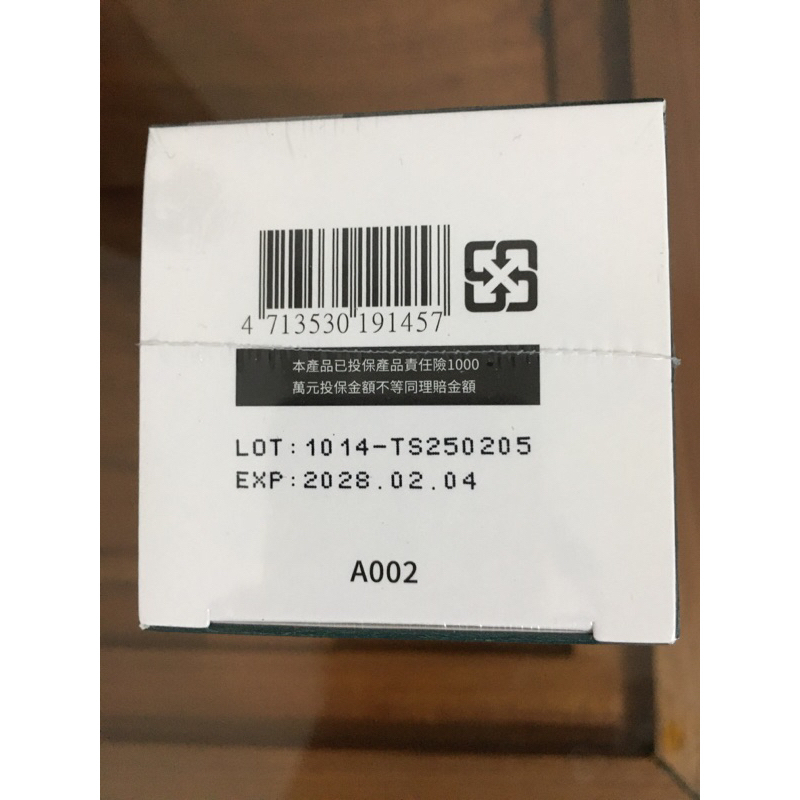 4 713530 191457
本產品已投保產品責任險1000
萬元投保金額不等同理賠金額
LOT:1014-TS250205
EXP:2028.02.04
A002